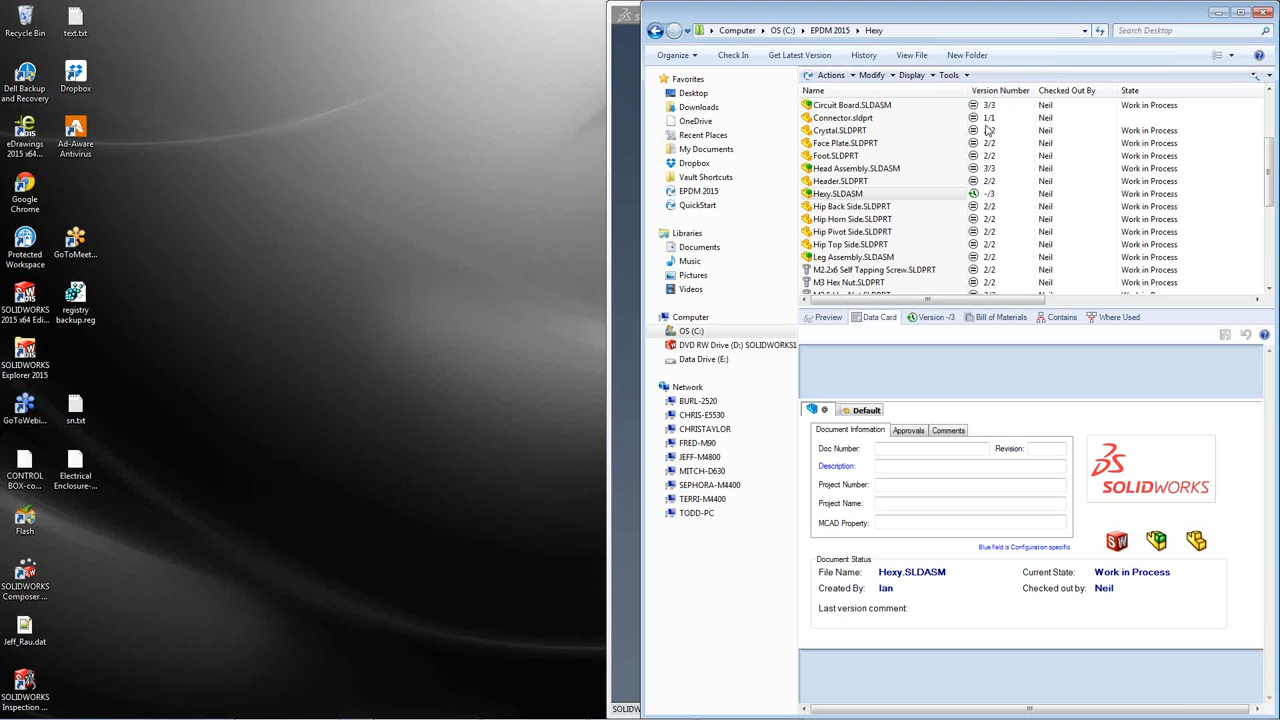 Recycle Bin
text.txt
Dell Backup
and Recovery
Dropbox
eDrawings
2015 x64...
Ad-Aware
Antivirus
Google
Chrome
Protected
Workspace
GoToMeet...
SOLIDWORKS
2015 x64 Edi...
registry
backup.reg
SOLIDWORKS
Explorer 2015
GoToWebi...
sn.txt
CONTROL
BOX-co...
Electrical
Enclosure-...
Flash
SOLIDWORKS
Composer ...
Jeff_Rau.dat
SOLIDWORKS
Inspection ...
SOLIDW
Computer
OS (C:)
EPDM 2015
Hexy
Search Desktop
Organize
Check In
Get Latest Version
History
View File
New Folder
Favorites
Desktop
Downloads
OneDrive
Recent Places
My Documents
Dropbox
Vault Shortcuts
EPDM 2015
QuickStart
Libraries
Documents
Music
Pictures
Videos
Computer
OS (C:)
DVD RW Drive (D:) SOLIDWORKS1
Data Drive (E:)
Network
BURL-2520
CHRIS-E5530
CHRISTAYLOR
FRED-M90
JEFF-M4800
MITCH-D630
SEPHORA-M4400
TERRI-M4400
TODD-PC
Actions
Modify
Display
Tools
Name Version Number Checked Out By State
Circuit Board.SLDASM 3/3 Neil Work in Process
Connector.sldprt 1/1 Neil
Crystal.SLDPRT Neil Work in Process
Face Plate.SLDPRT 2/2 Neil Work in Process
Foot.SLDPRT 2/2 Neil Work in Process
Head Assembly.SLDASM 3/3 Neil Work in Process
Header.SLDPRT 2/2 Neil Work in Process
Hexy.SLDASM -/3 Neil Work in Process
Hip Back Side.SLDPRT 2/2 Neil Work in Process
Hip Horn Side.SLDPRT 2/2 Neil Work in Process
Hip Pivot Side.SLDPRT 2/2 Neil Work in Process
Hip Top Side.SLDPRT 2/2 Neil Work in Process
Leg Assembly.SLDASM 2/2 Neil Work in Process
M2.2x6 Self Tapping Screw.SLDPRT 2/2 Neil Work in Process
M3 Hex Nut.SLDPRT 2/2 Neil Work in Process
Preview
Data Card
Version -/3
Bill of Materials
Contains
Where Used
@
Default
Document Information
Approvals
Comments
Doc Number:
Revision:
Description:
Project Number:
Project Name:
MCAD Property:
Blue field is Configuration specific
SOLIDWORKS
Document Status
File Name: Hexy.SLDASM Current State: Work in Process
Created By: Ian Checked out by: Neil
Last version comment: